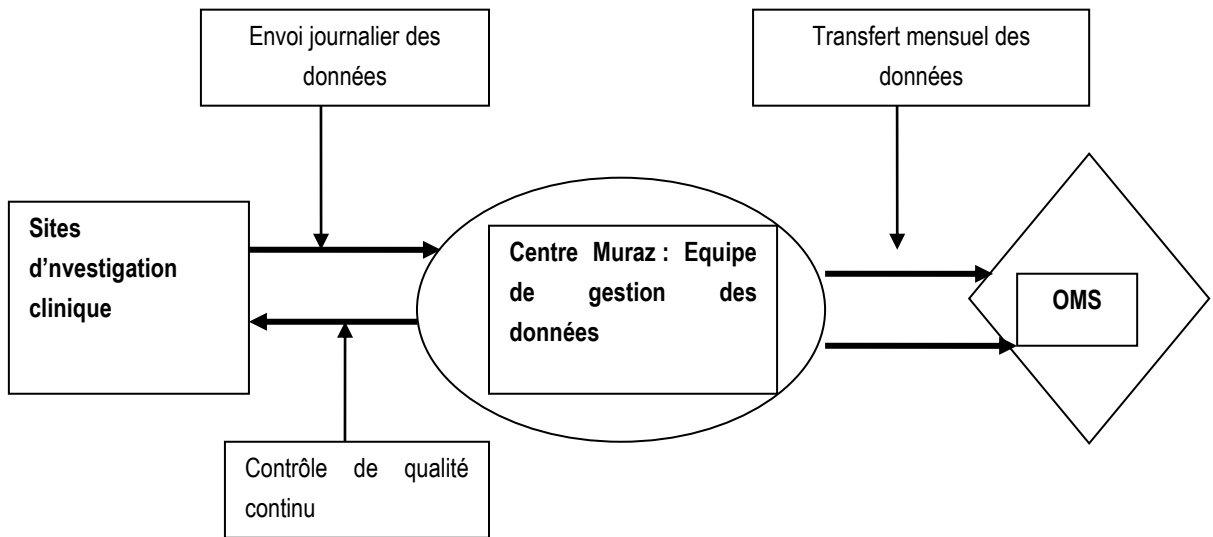 Envoi journalier des
données
Transfert mensuel des
données
Sites
d'nvestigation
clinique
Centre Muraz : Equipe
de gestion des
données
OMS
Contrôle de qualité
continu